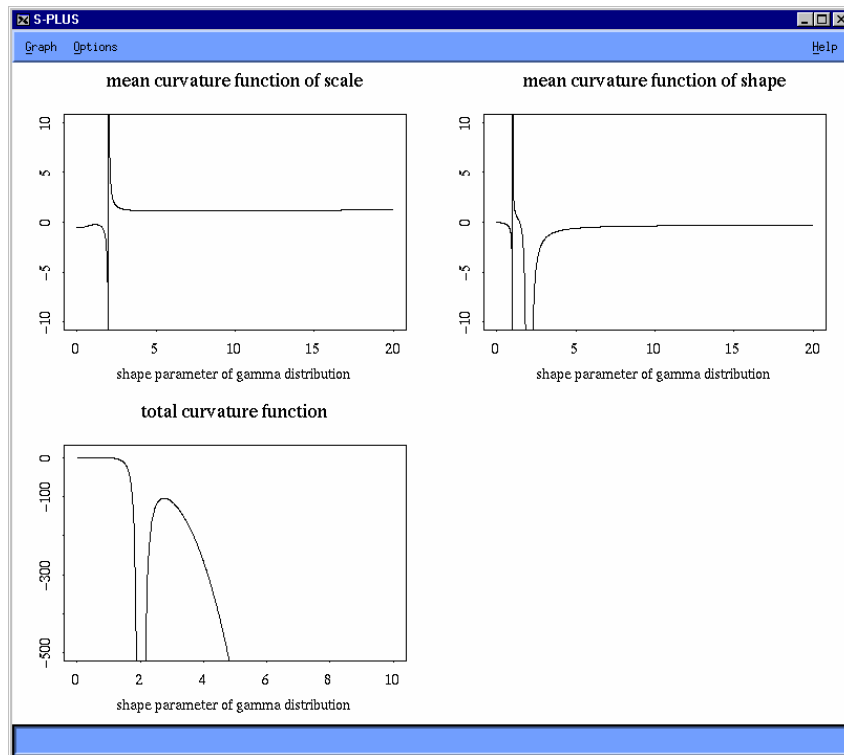 S-PLUS
Graph Options Help
mean curvature function of scale
10
5
0
-5
-10
0 5 10 15 20
shape parameter of gamma distribution
mean curvature function of shape
10
5
0
-5
-10
0 5 10 15 20
shape parameter of gamma distribution
total curvature function
0
-100
-300
-500
0 2 4 6 8 10
shape parameter of gamma distribution